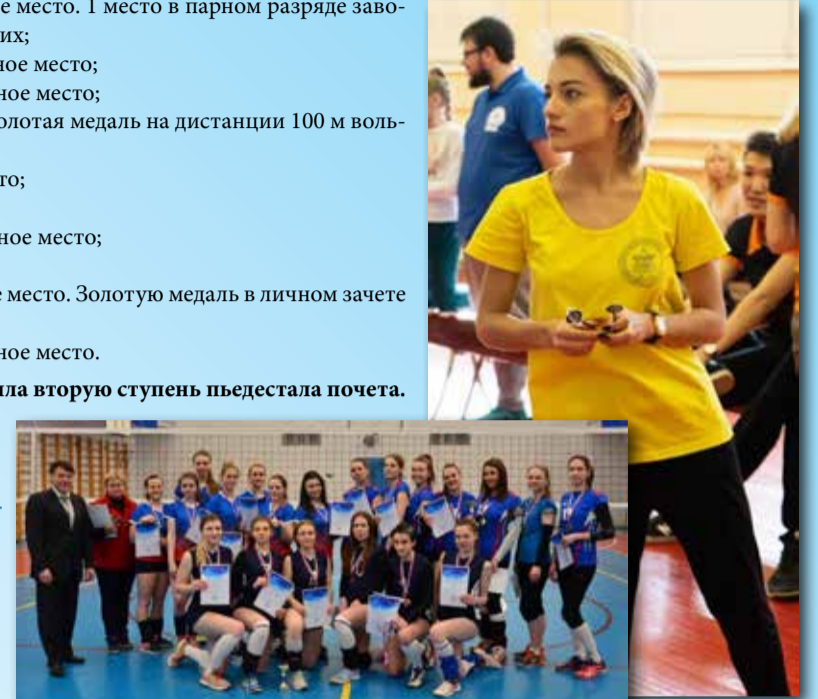 е место. 1 место в парном разряде заво-
их;
ное место;
ное место;
олотая медаль на дистанции 100 м воль-
то;
ное место;
е место. Золотую медаль в личном зачете
ное место.
ла вторую ступень пьедестала почета.